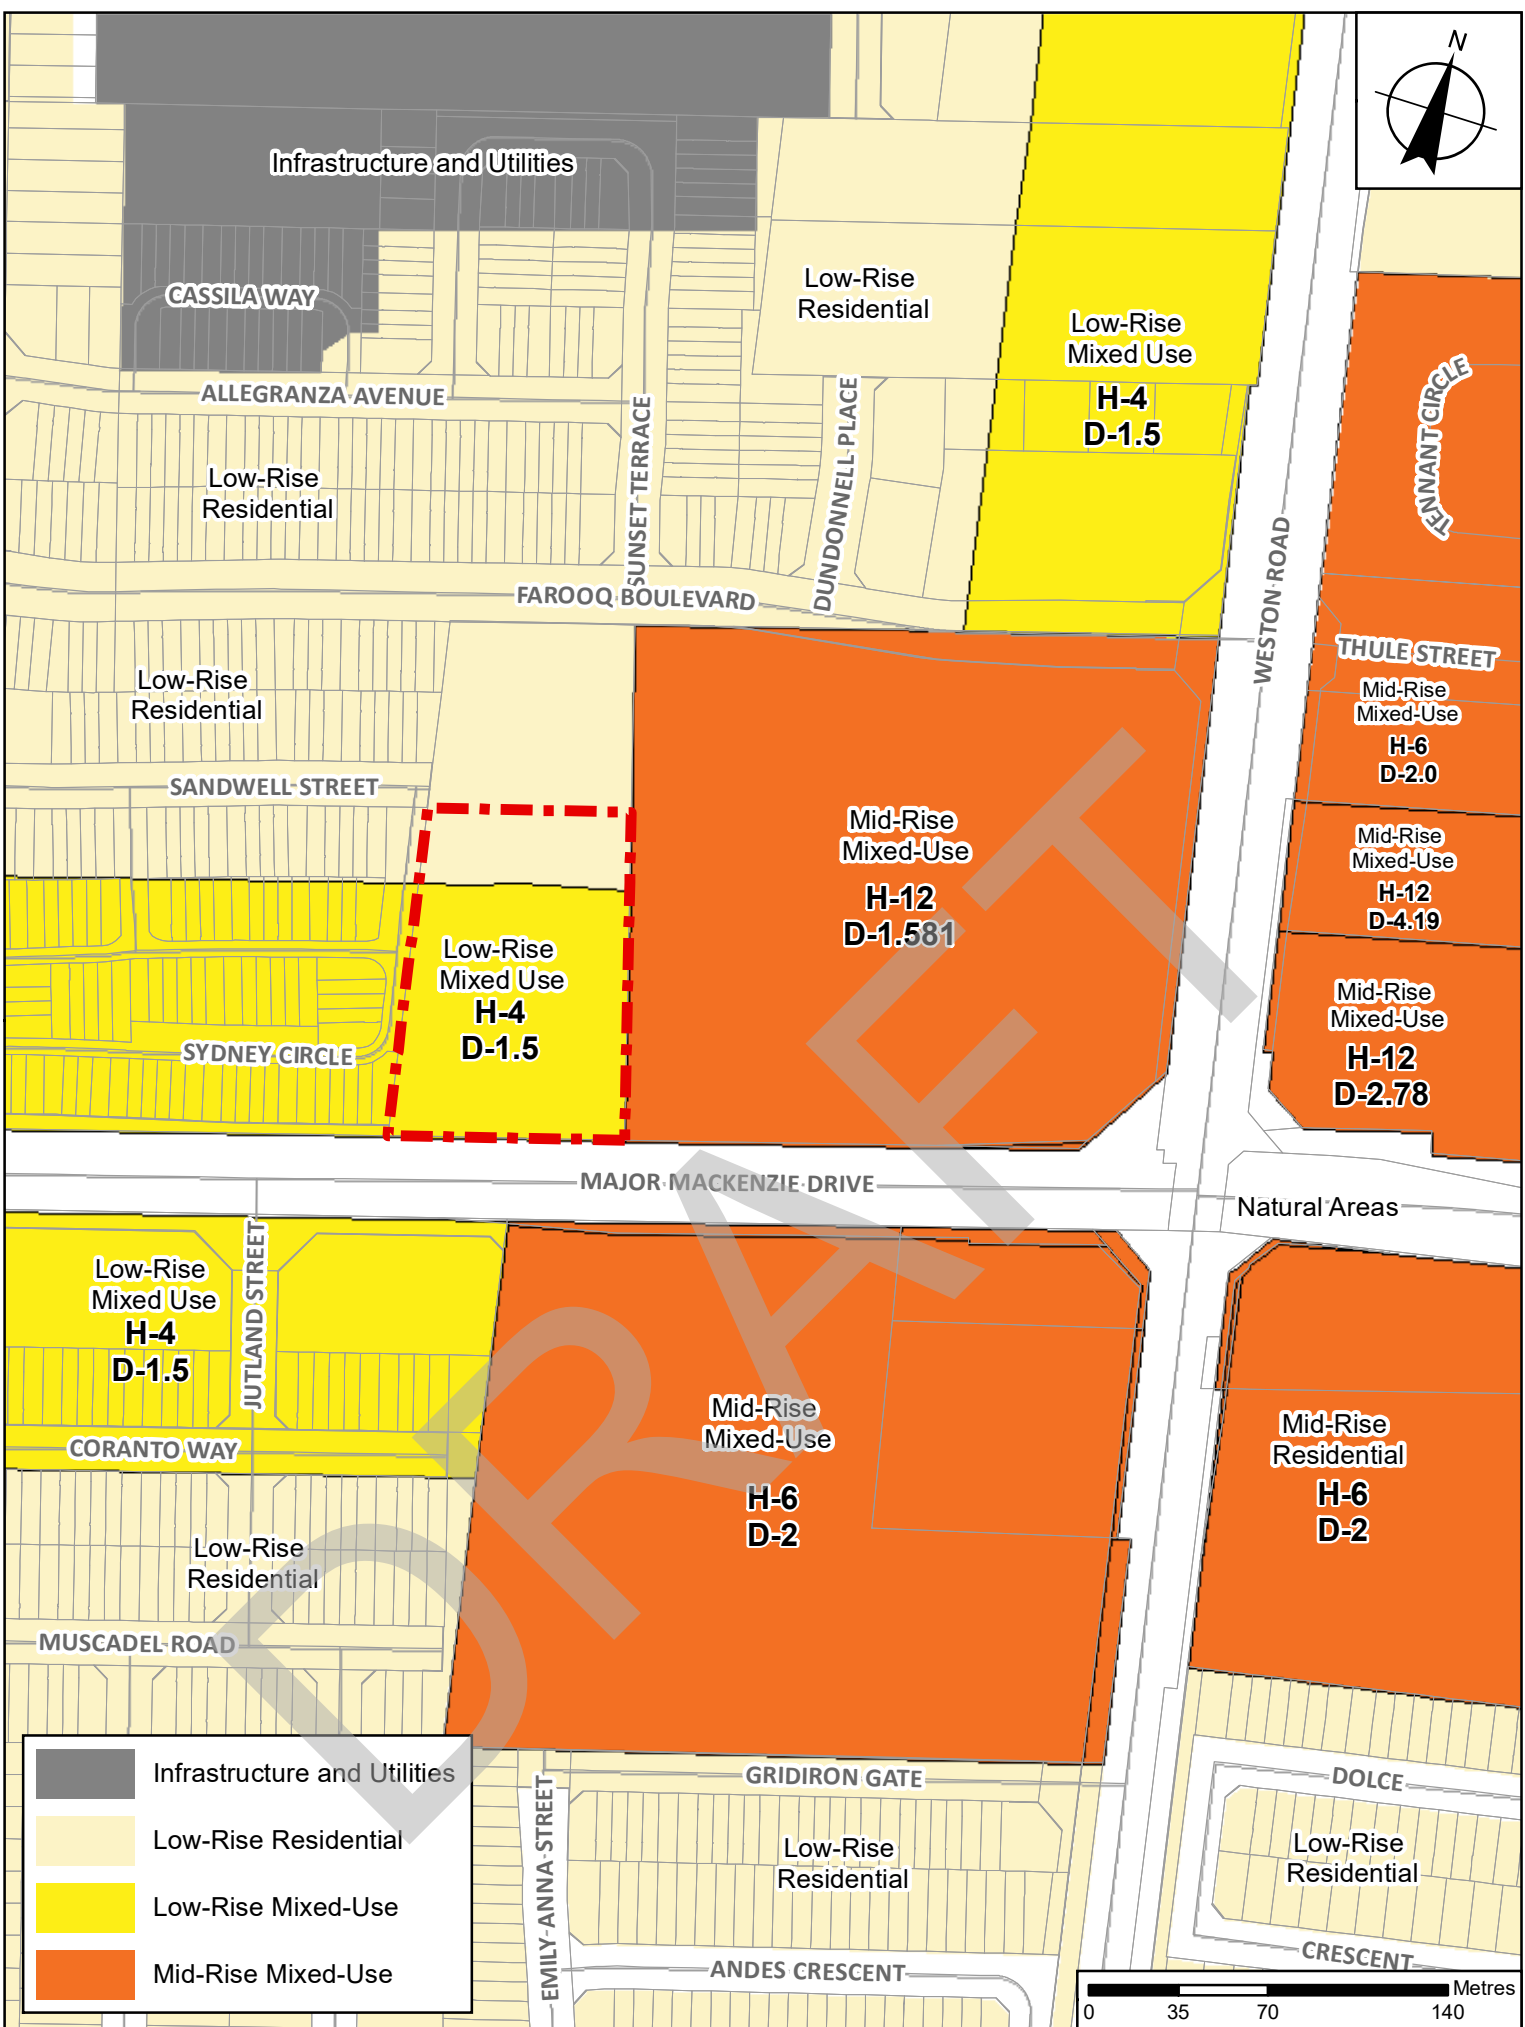 N
Infrastructure and Utilities
CASSILA WAY
Low-Rise
Residential
Low-Rise
Mixed Use
H-4
D-1.5
TENNANT CIRCLE
ALLEGRANZA AVENUE
SUNSET TERRACE
DUNDONNELL PLACE
Low-Rise
Residential
WESTON ROAD
FAROOQ BOULEVARD
THULE STREET
Low-Rise
Residential
Mid-Rise
Mixed-Use
H-6
D-2.0
SANDWELL STREET
Mid-Rise
Mixed-Use
H-12
D-1.581
Mid-Rise
Mixed-Use
H-12
D-4.19
Low-Rise
Mixed Use
H-4
D-1.5
Mid-Rise
Mixed-Use
H-12
D-2.78
SYDNEY CIRCLE
MAJOR MACKENZIE DRIVE
Natural Areas
DRAFT
Low-Rise
Mixed Use
H-4
D-1.5
JUTLAND STREET
CORANTO WAY
Mid-Rise
Mixed-Use
H-6
D-2
Mid-Rise
Residential
H-6
D-2
Low-Rise
Residential
MUSCADEL ROAD
GRIDIRON GATE
DOLCE
EMILY ANNA STREET
Low-Rise
Residential
Low-Rise
Residential
CRESCENT
ANDES CRESCENT
Infrastructure and Utilities
Low-Rise Residential
Low-Rise Mixed-Use
Mid-Rise Mixed-Use
Metres
0 35 70 140